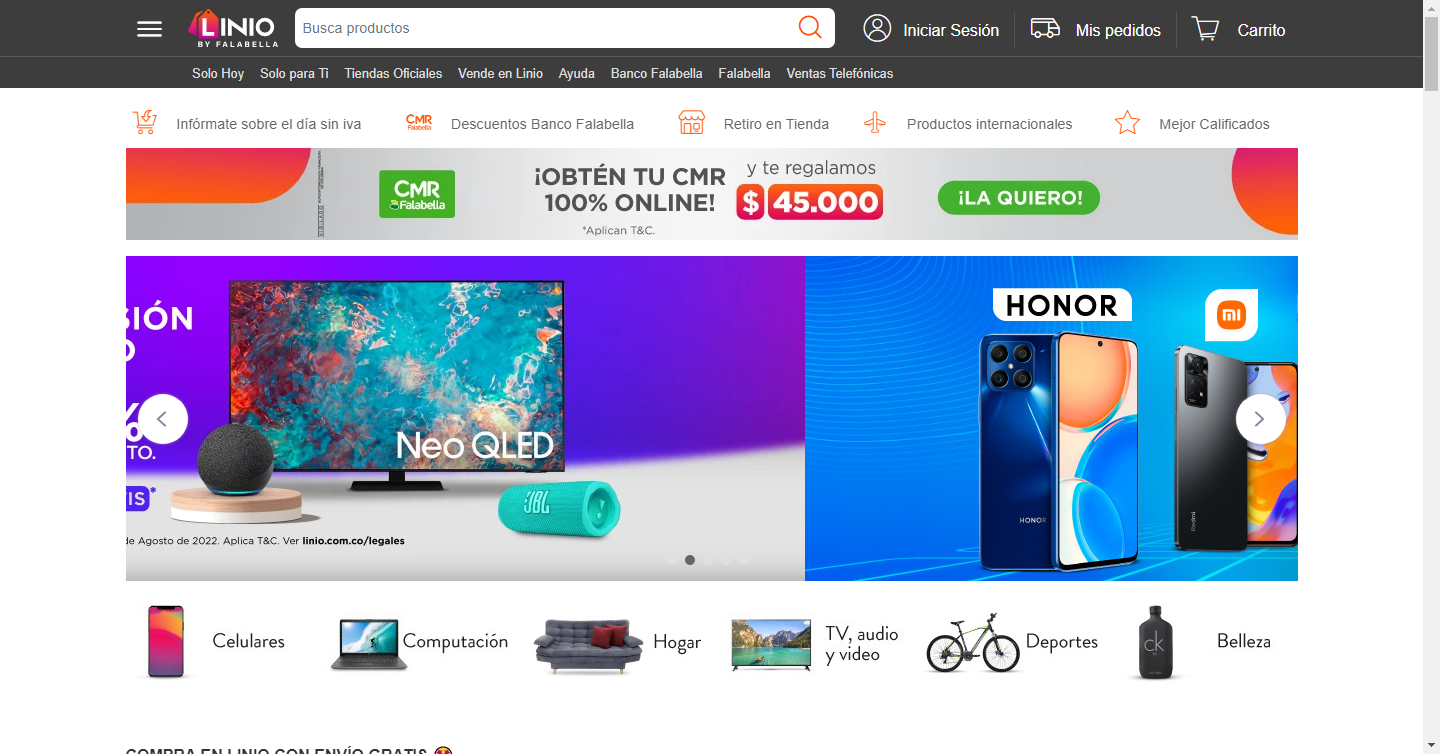 LINIO
BY FALABELLA
Busca productos
Iniciar Sesión
Mis pedidos
Carrito
Solo Hoy
Solo para Ti
Tiendas Oficiales
Vende en Linio
Ayuda
Banco Falabella
Falabella
Ventas Telefónicas
Infórmate sobre el día sin iva
CMR
Falabella
Descuentos Banco Falabella
Retiro en Tienda
Productos internacionales
Mejor Calificados
CMR
Falabella
¡OBTÉN TU CMR
100% ONLINE!
*Aplican T&C.
y te regalamos
$ 45.000
¡LA QUIERO!
Neo QLED
JBL
de Agosto de 2022. Aplica T&C. Ver linio.com.co/legales
HONOR
mi
HONOR
Redmi
Celulares
Computación
Hogar
TV, audio
y video
Deportes
ck
Belleza
COMPRA EN LINIO CON ENVÍO GRATIS